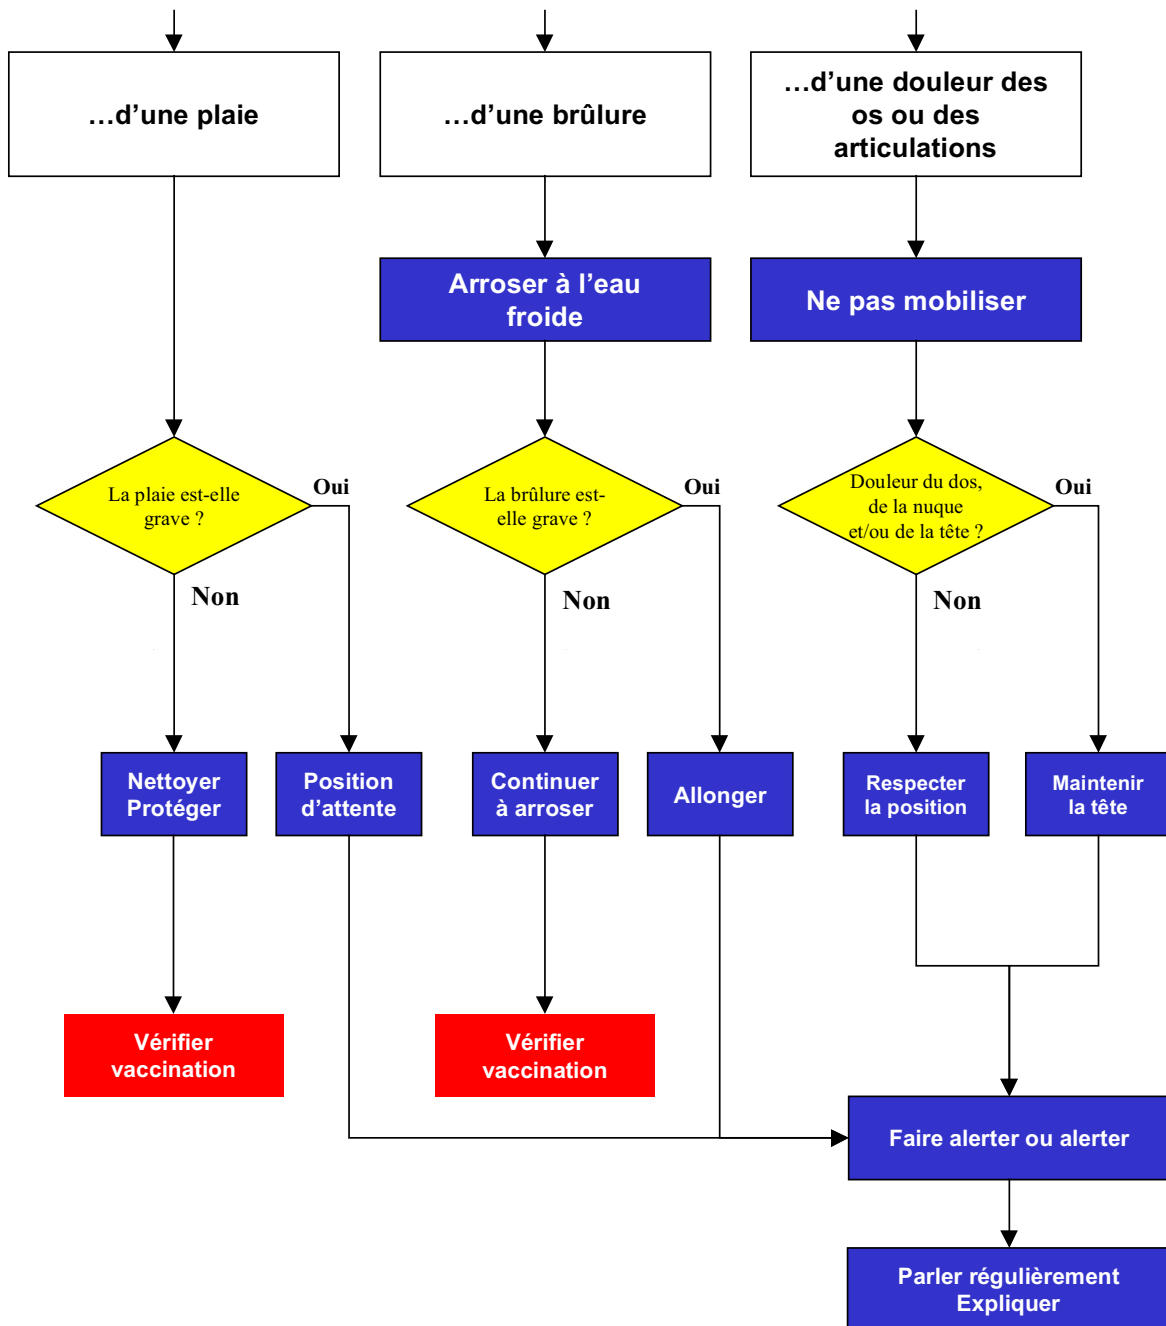 …d’une plaie
…d’une brûlure
…d’une douleur des
os ou des
articulations
Arroser à l’eau
froide
Ne pas mobiliser
La plaie est-elle
grave ?
Oui
Non
La brûlure est-
elle grave ?
Oui
Non
Douleur du dos,
de la nuque
et/ou de la tête ?
Oui
Non
Nettoyer
Protéger
Position
d’attente
Continuer
à arroser
Allonger
Respecter
la position
Maintenir
la tête
Vérifier
vaccination
Vérifier
vaccination
Faire alerter ou alerter
Parler régulièrement
Expliquer